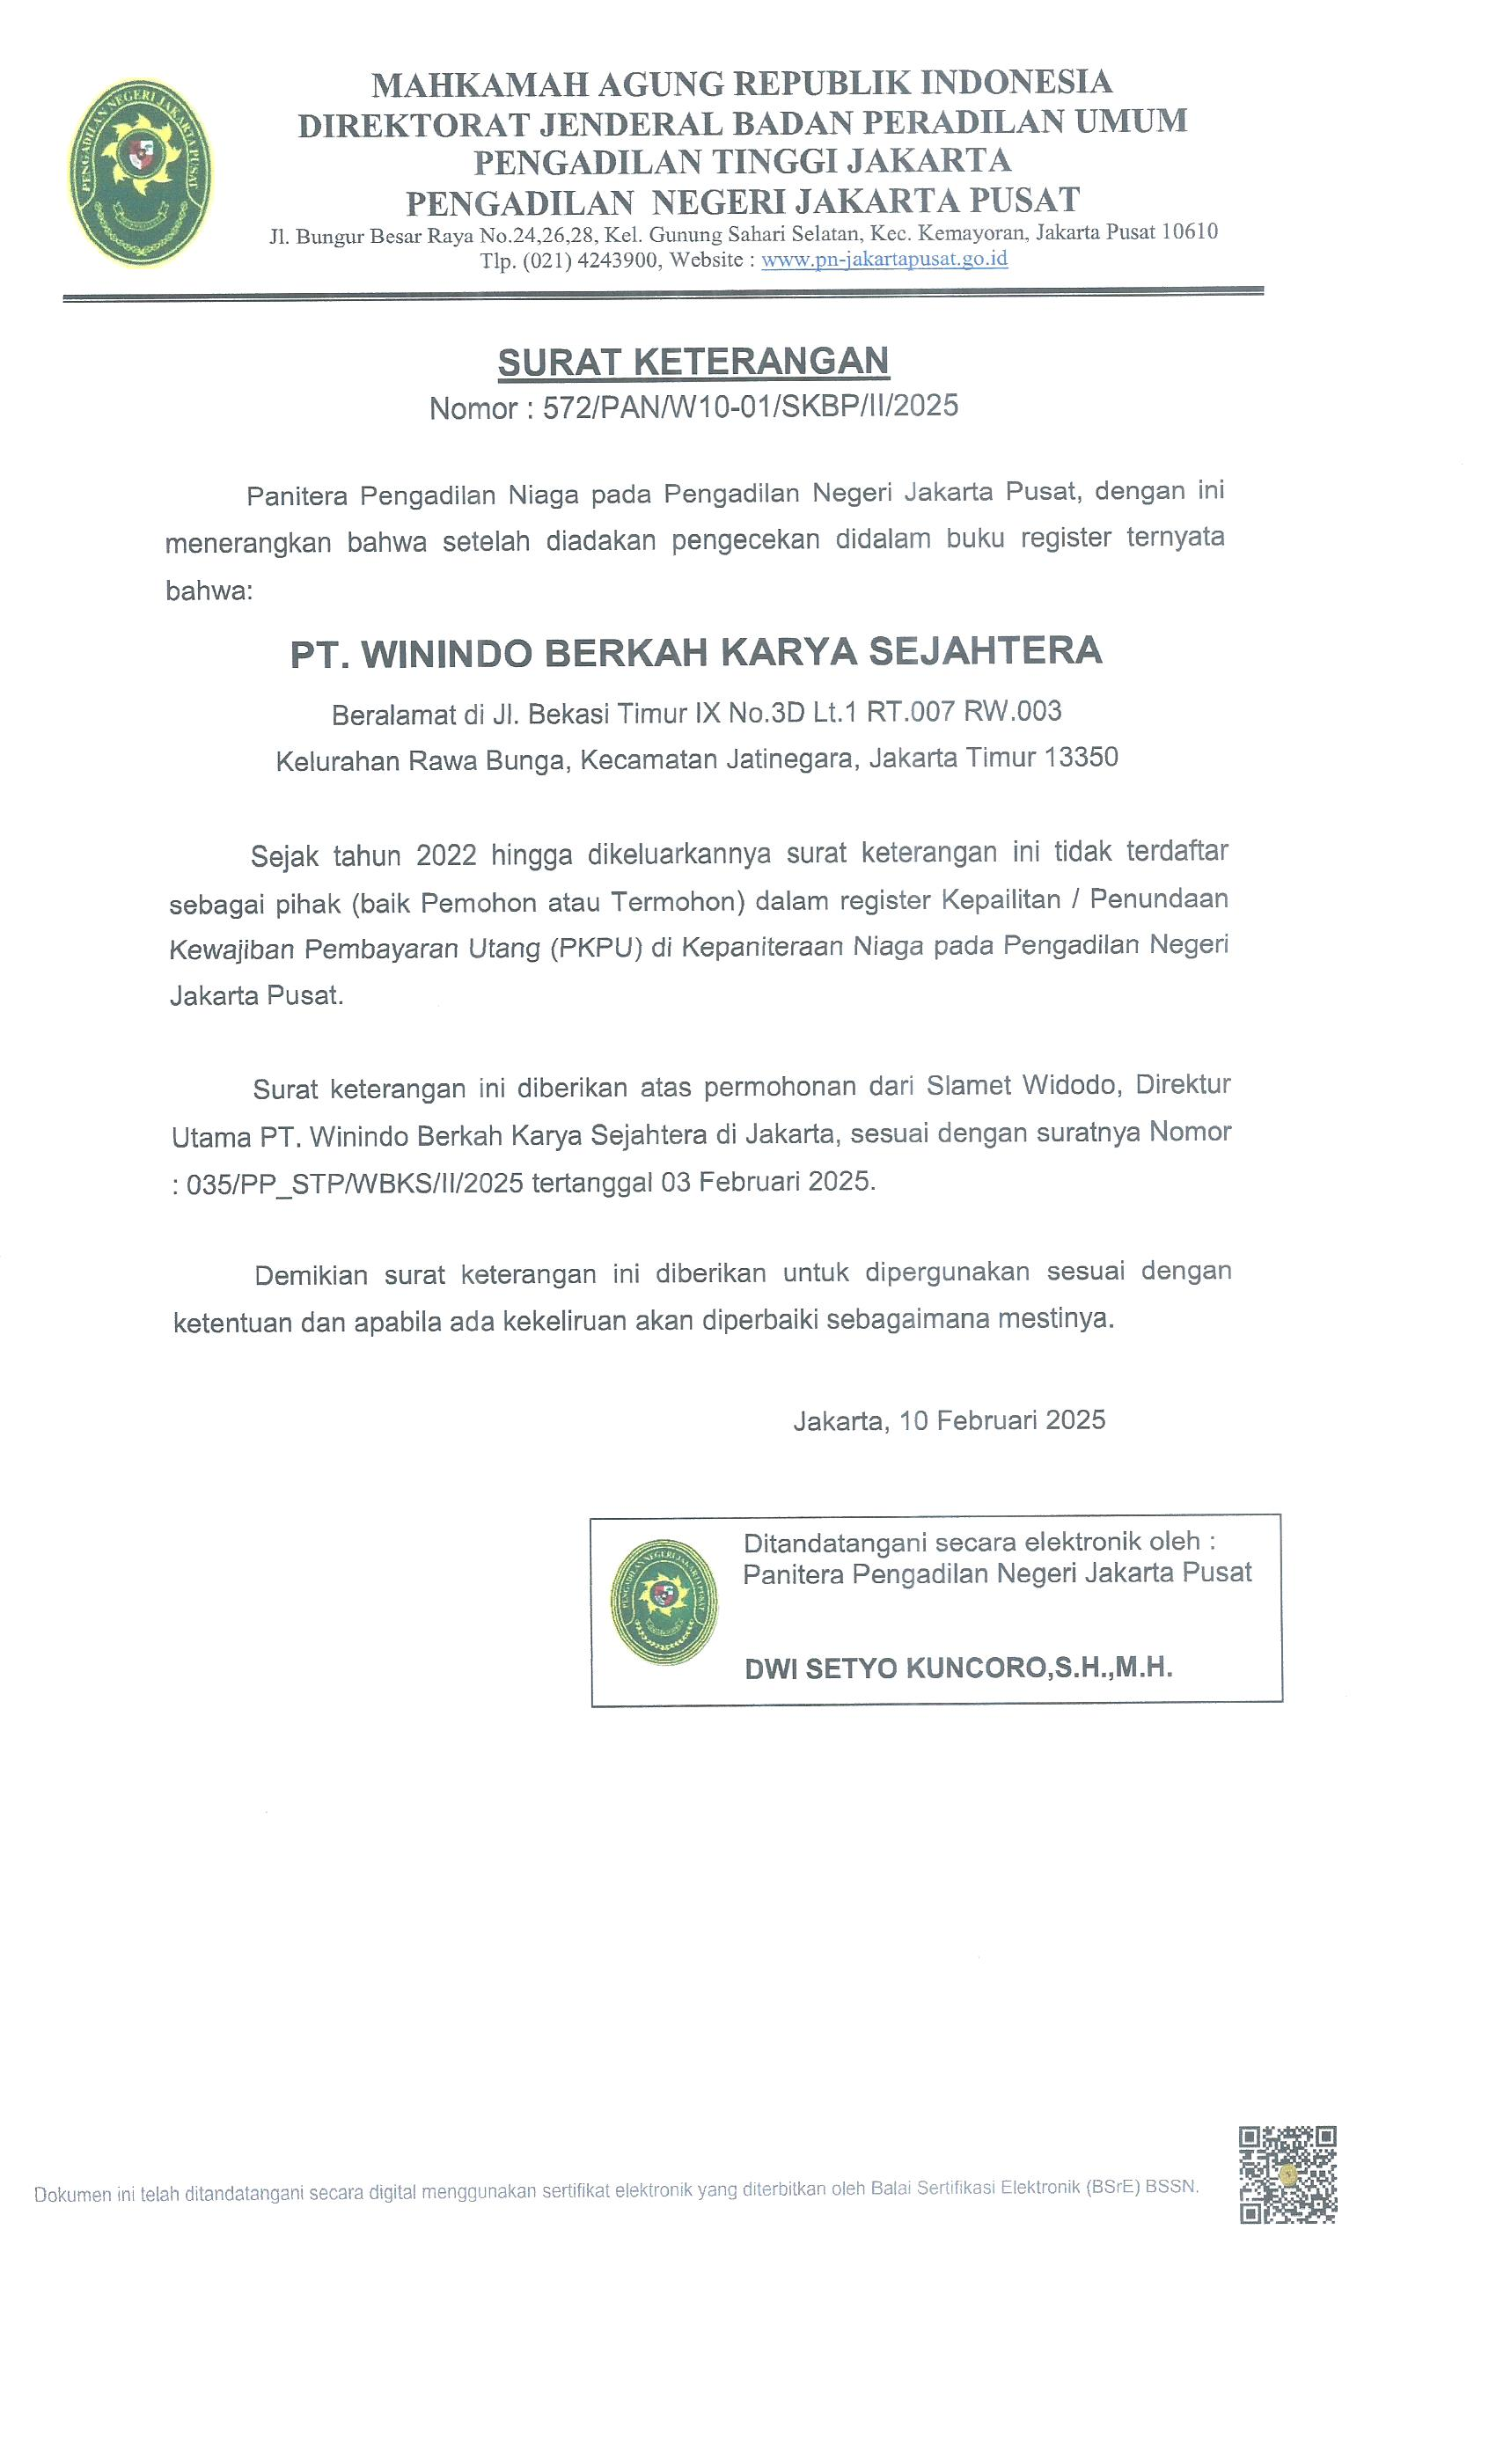 MAHKAMAH AGUNG REPUBLIK INDONESIA
DIREKTORAT JENDERAL BADAN PERADILAN UMUM
PENGADILAN TINGGI JAKARTA
PENGADILAN NEGERI JAKARTA PUSAT
Jl. Bungur Besar Raya No.24,26,28, Kel. Gunung Sahari Selatan, Kec. Kemayoran, Jakarta Pusat 10610
Tlp. (021) 4243900, Website : www.pn-jakartapusat.go.id
PENGADILAN NEGERI JAKARTA PUSAT
SURAT KETERANGAN
Nomor : 572/PAN/W10-01/SKBP/II/2025
Panitera Pengadilan Niaga pada Pengadilan Negeri Jakarta Pusat, dengan ini
menerangkan bahwa setelah diadakan pengecekan didalam buku register ternyata
bahwa:
PT. WININDO BERKAH KARYA SEJAHTERA
Beralamat di Jl. Bekasi Timur IX No.3D Lt.1 RT.007 RW.003
Kelurahan Rawa Bunga, Kecamatan Jatinegara, Jakarta Timur 13350
Sejak tahun 2022 hingga dikeluarkannya surat keterangan ini tidak terdaftar
sebagai pihak (baik Pemohon atau Termohon) dalam register Kepailitan / Penundaan
Kewajiban Pembayaran Utang (PKPU) di Kepaniteraan Niaga pada Pengadilan Negeri
Jakarta Pusat.
Surat keterangan ini diberikan atas permohonan dari Slamet Widodo, Direktur
Utama PT. Winindo Berkah Karya Sejahtera di Jakarta, sesuai dengan suratnya Nomor
: 035/PP_STP/WBKS/II/2025 tertanggal 03 Februari 2025.
Demikian surat keterangan ini diberikan untuk dipergunakan sesuai dengan
ketentuan dan apabila ada kekeliruan akan diperbaiki sebagaimana mestinya.
Jakarta, 10 Februari 2025
Ditandatangani secara elektronik oleh :
Panitera Pengadilan Negeri Jakarta Pusat
PENGADILAN NEGERI JAKARTA PUSAT
DWI SETYO KUNCORO,S.H.,M.H.
Dokumen ini telah ditandatangani secara digital menggunakan sertifikat elektronik yang diterbitkan oleh Balai Sertifikasi Elektronik (BSrE) BSSN.